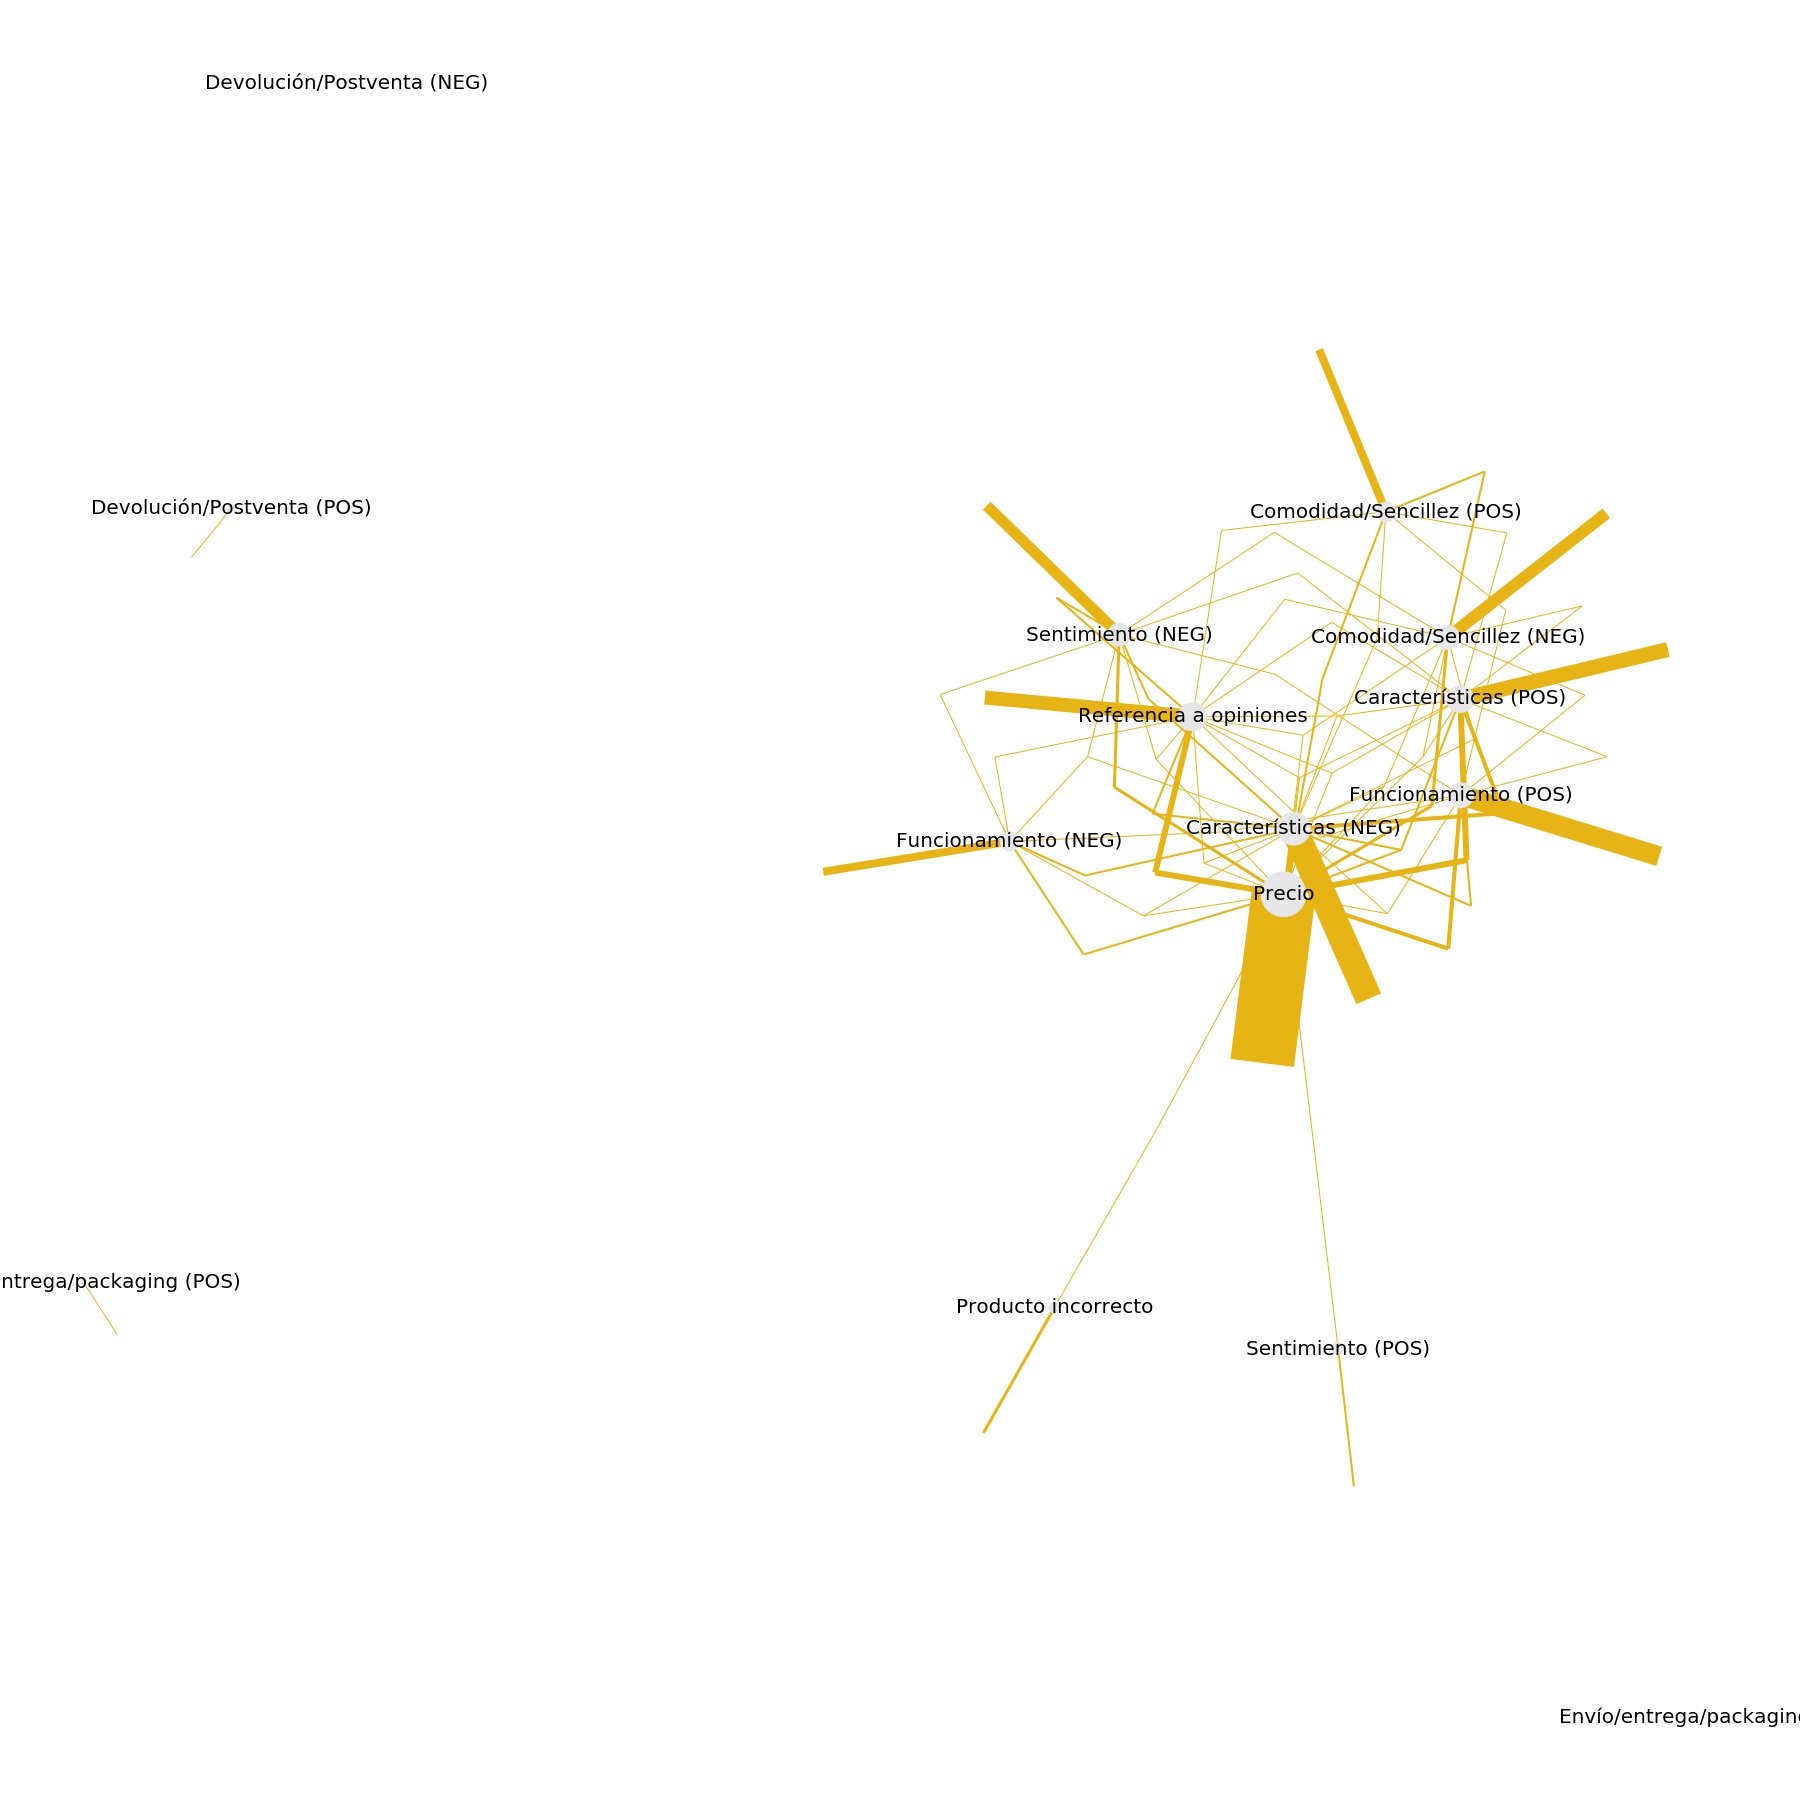 Devolución/Postventa (NEG)
Devolución/Postventa (POS)
Comodidad/Sencillez (POS)
Sentimiento (NEG)
Comodidad/Sencillez (NEG)
Características (POS)
Referencia a opiniones
Funcionamiento (POS)
Características (NEG)
Funcionamiento (NEG)
Precio
ntrega/packaging (POS)
Producto incorrecto
Sentimiento (POS)
Envío/entrega/packaging